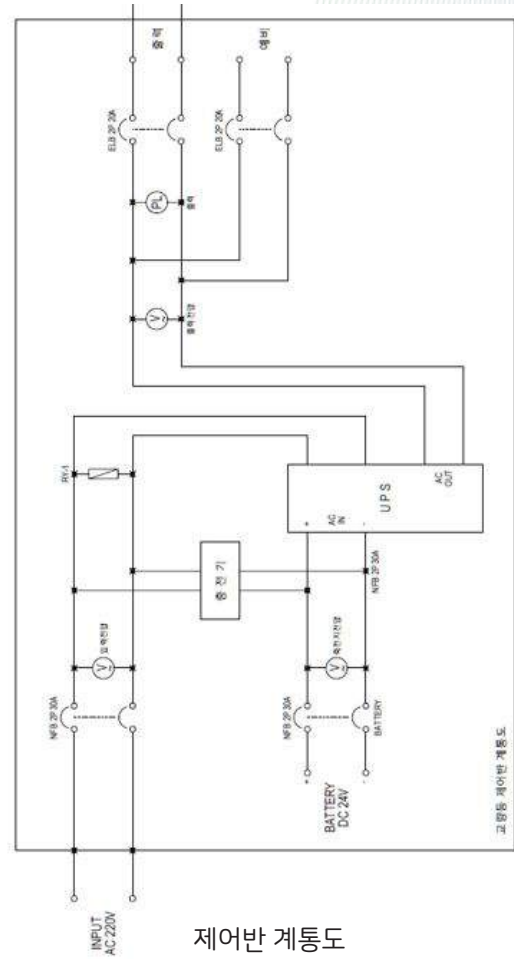 INPUT
AC 220V
NFB 2P 30A
입력전압
RY-1
충 전 기
BATTERY
DC 24V
+
-
NFB 2P 30A
BATTERY
축전지전압
NFB 2P 30A
+
AC
IN
-
UPS
AC
OUT
출력전압
PL
출력
ELB 2P 20A
출력
ELB 2P 20A
예비
V
V
V
교량등 제어반 계통도
제어반 계통도